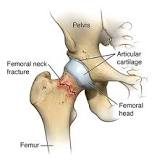 Pelvis
Femoral neck
fracture
Articular
cartilage
Femoral
head
Femur